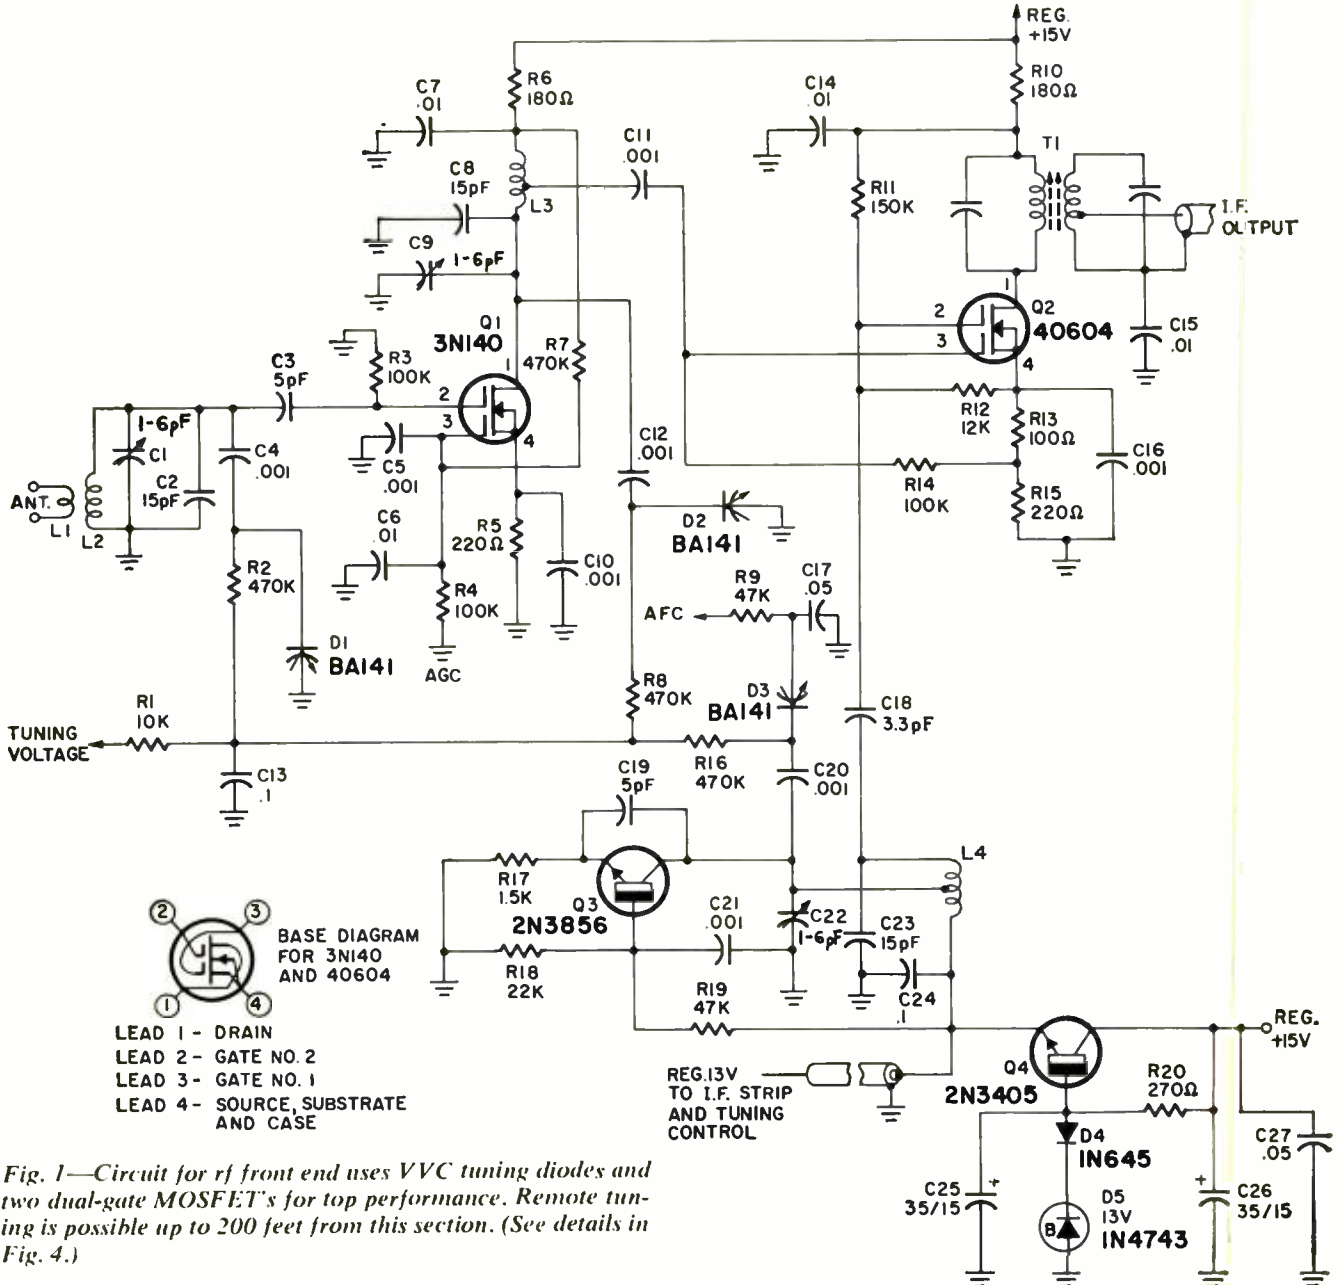 REG.
+15V
R6
180Ω
R10
180Ω
C7
.01
C14
.01
C11
.001
T1
C8
15pF
R11
150K
L3
I.F.
OUTPUT
C9
1-6pF
1
Q1
3N140
R7
470K
2
3
1
Q2
40604
4
C15
.01
C3
5pF
R3
100K
1
2
3
4
R12
12K
R13
100Ω
1-6pF
C1
C4
.001
C5
.001
C12
.001
C16
.001
ANT.
L1
L2
C2
15pF
R14
100K
R15
220Ω
C6
.01
R5
220Ω
D2
BA141
R2
470K
R4
100K
C10
.001
R9
47K
C17
.05
AFC
D1
BA141
AGC
R8
470K
D3
BA141
C18
3.3pF
R1
10K
TUNING
VOLTAGE
C13
.1
C19
5pF
R16
470K
C20
.001
L4
R17
1.5K
Q3
2N3856
C21
.001
C22
1-6pF
C23
15pF
2
3
1
4
BASE DIAGRAM
FOR 3N140
AND 40604
R18
22K
R19
47K
C24
.1
LEAD 1 - DRAIN
LEAD 2 - GATE NO. 2
LEAD 3 - GATE NO. 1
LEAD 4 - SOURCE, SUBSTRATE
AND CASE
REG. 13V
TO I.F. STRIP
AND TUNING
CONTROL
Q4
2N3405
REG.
+15V
R20
270Ω
D4
IN645
C27
.05
C25
35/15
+
D5
13V
1N4743
B
+
C26
35/15
Fig. 1—Circuit for rf front end uses VVC tuning diodes and
two dual-gate MOSFET's for top performance. Remote tun-
ing is possible up to 200 feet from this section. (See details in
Fig. 4.)